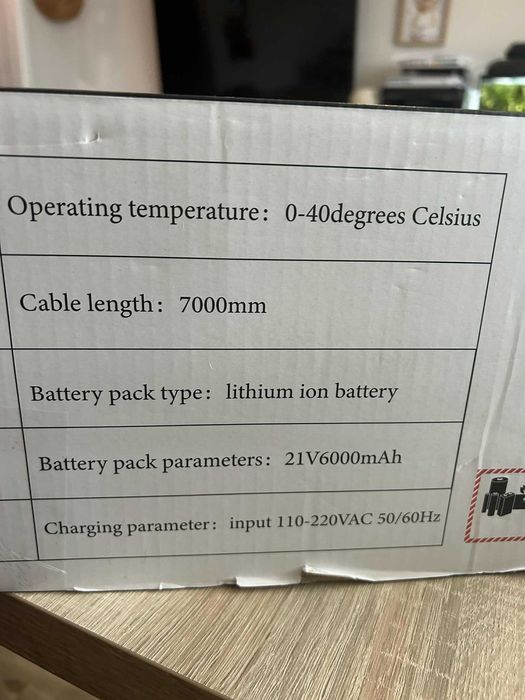 Operating temperature: 0-40degrees Celsius
Cable length: 7000mm
Battery pack type: lithium ion battery
Battery pack parameters: 21V6000mAh
Charging parameter: input 110-220VAC 50/60Hz